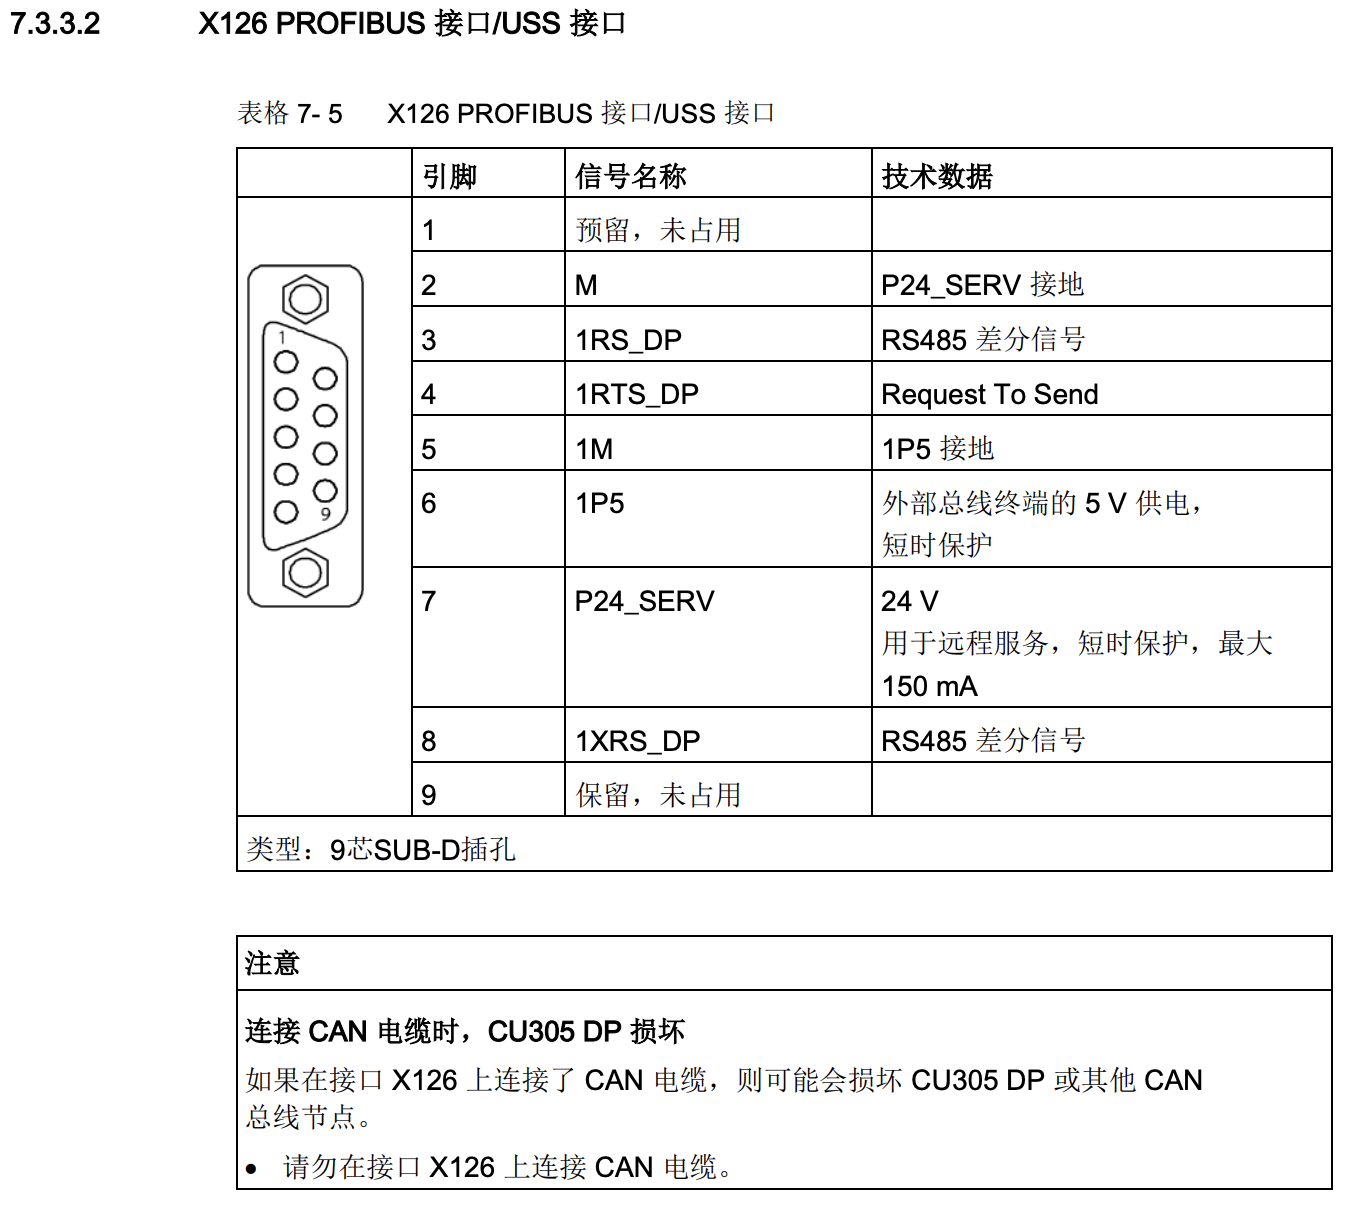 7.3.3.2 X126 PROFIBUS 接口/USS 接口
表格 7- 5 X126 PROFIBUS 接口/USS 接口
引脚 信号名称 技术数据
1 预留，未占用
2 M P24_SERV 接地
3 1RS_DP RS485 差分信号
4 1RTS_DP Request To Send
5 1M 1P5 接地
6 1P5 外部总线终端的 5 V 供电，
短时保护
7 P24_SERV 24 V
用于远程服务，短时保护，最大
150 mA
8 1XRS_DP RS485 差分信号
9 保留，未占用
1
9
类型：9芯SUB-D插孔
注意
连接 CAN 电缆时，CU305 DP 损坏
如果在接口 X126 上连接了 CAN 电缆，则可能会损坏 CU305 DP 或其他 CAN
总线节点。
• 请勿在接口 X126 上连接 CAN 电缆。